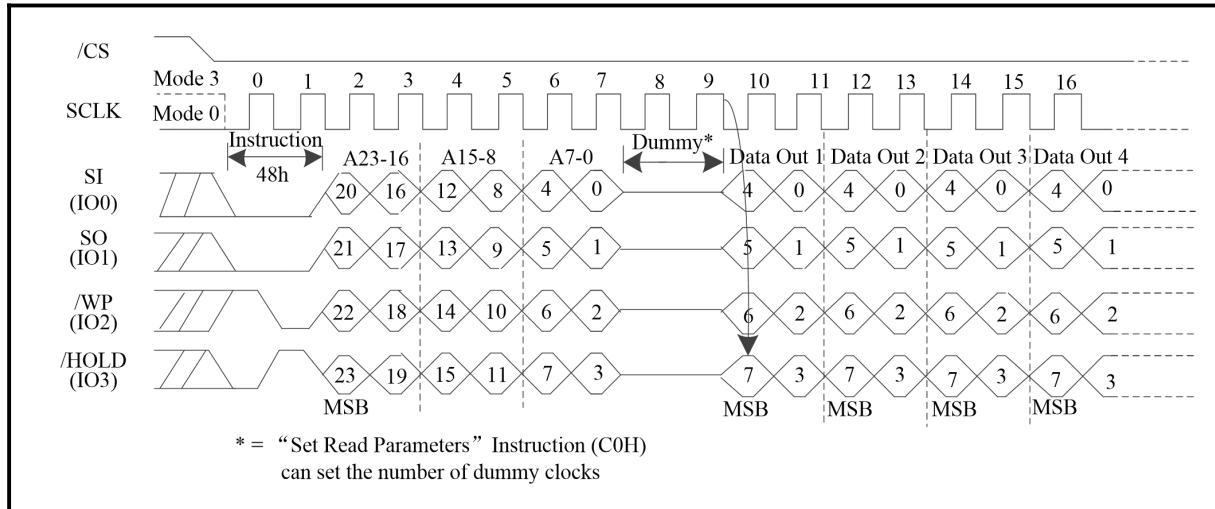 /CS
Mode 3 0 1 2 3 4 5 6 7 8 9 10 11 12 13 14 15 16
SCLK Mode 0
Instruction Dummy*
48h A23-16 A15-8 A7-0 Data Out 1 Data Out 2 Data Out 3 Data Out 4
SI 20 16 12 8 4 0 4 0 4 0 4 0 4 0
(IO0)
SO 21 17 13 9 5 1 5 1 5 1 5 1 5 1
(IO1)
/WP 22 18 14 10 6 2 6 2 6 2 6 2 6 2
(IO2)
/HOLD 23 19 15 11 7 3 7 3 7 3 7 3 7 3
(IO3)
MSB MSB MSB MSB MSB
* = “Set Read Parameters” Instruction (C0H)
can set the number of dummy clocks